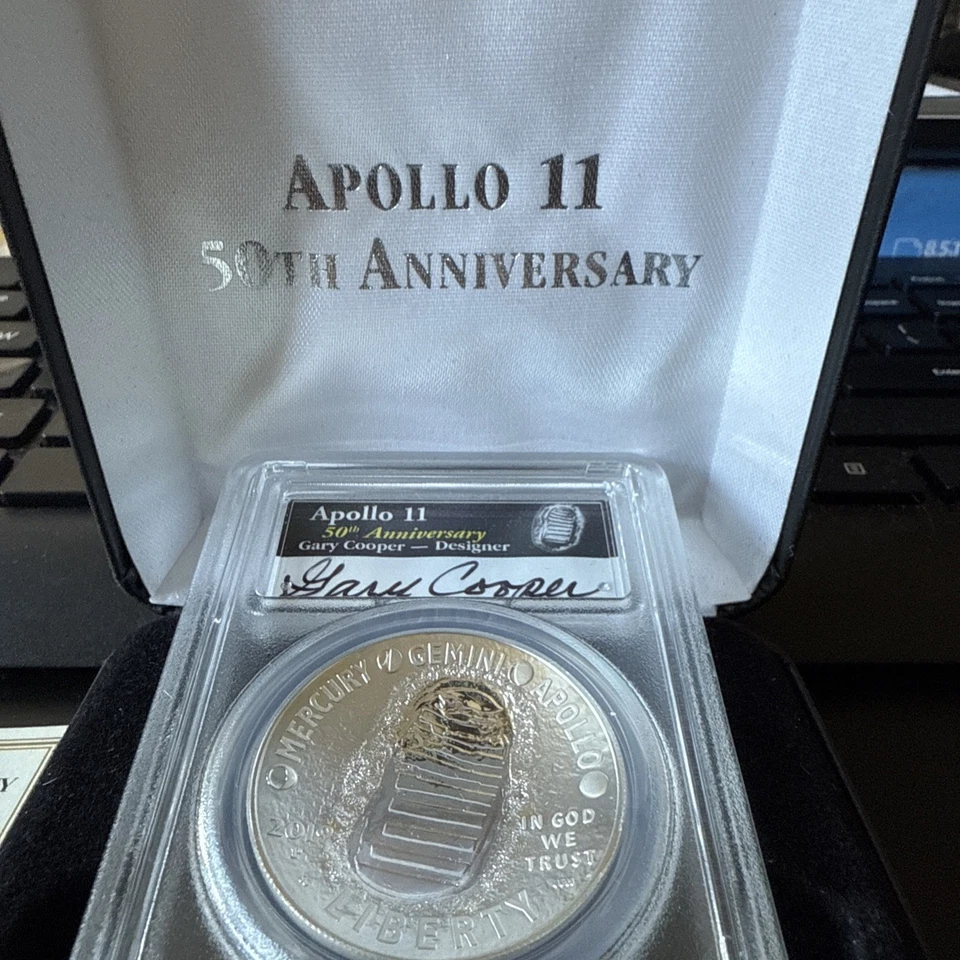 APOLLO 11
50TH ANNIVERSARY
Apollo 11
50th Anniversary
Gary Cooper — Designer
Gary Cooper
MERCURY GEMINI APOLLO
IN GOD
WE
TRUST
LIBERTY
Enter